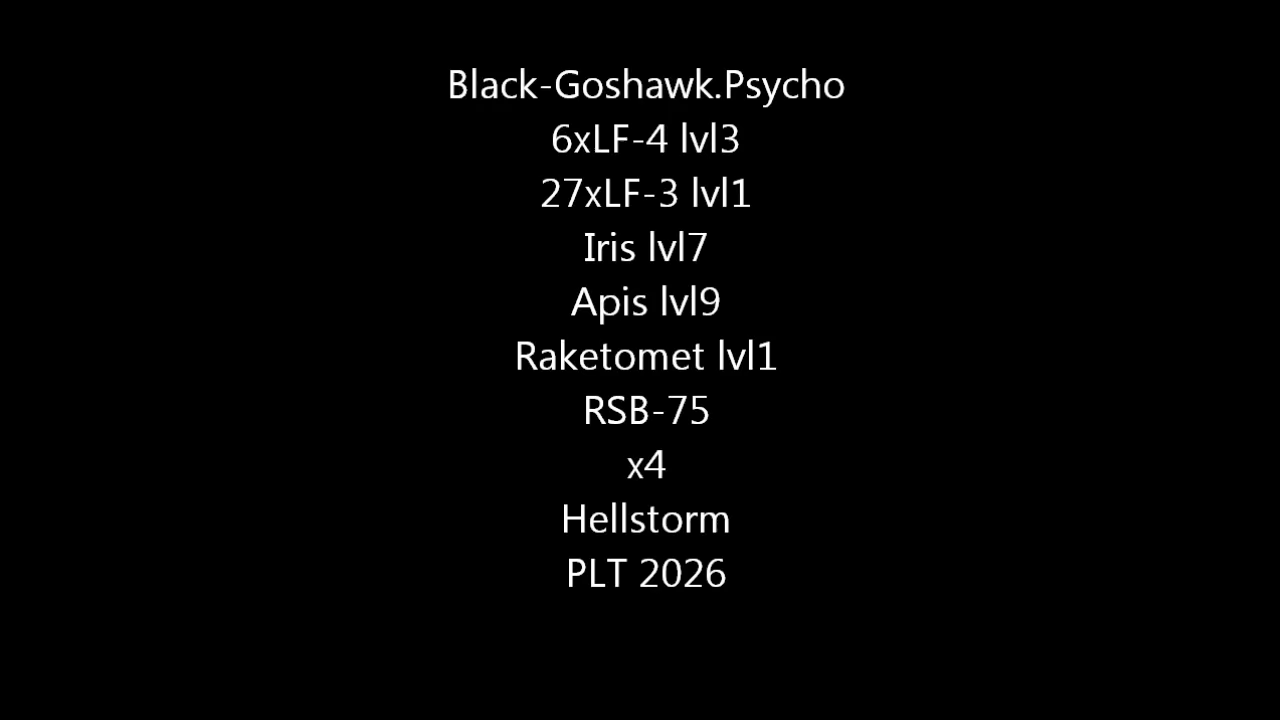 Black-Goshawk.Psycho
6xLF-4 lvl3
27xLF-3 lvl1
Iris lvl7
Apis lvl9
Raketomet lvl1
RSB-75
x4
Hellstorm
PLT 2026